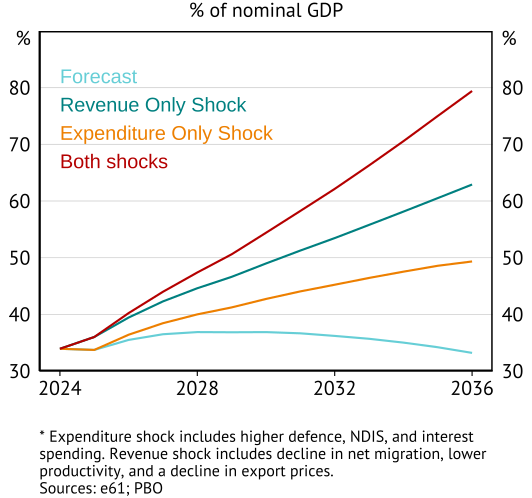 % of nominal GDP
% %
Forecast
Revenue Only Shock
Expenditure Only Shock
Both shocks
80 80
70 70
60 60
50 50
40 40
30 30
2024 2028 2032 2036
* Expenditure shock includes higher defence, NDIS, and interest
spending. Revenue shock includes decline in net migration, lower
productivity, and a decline in export prices.
Sources: e61; PBO